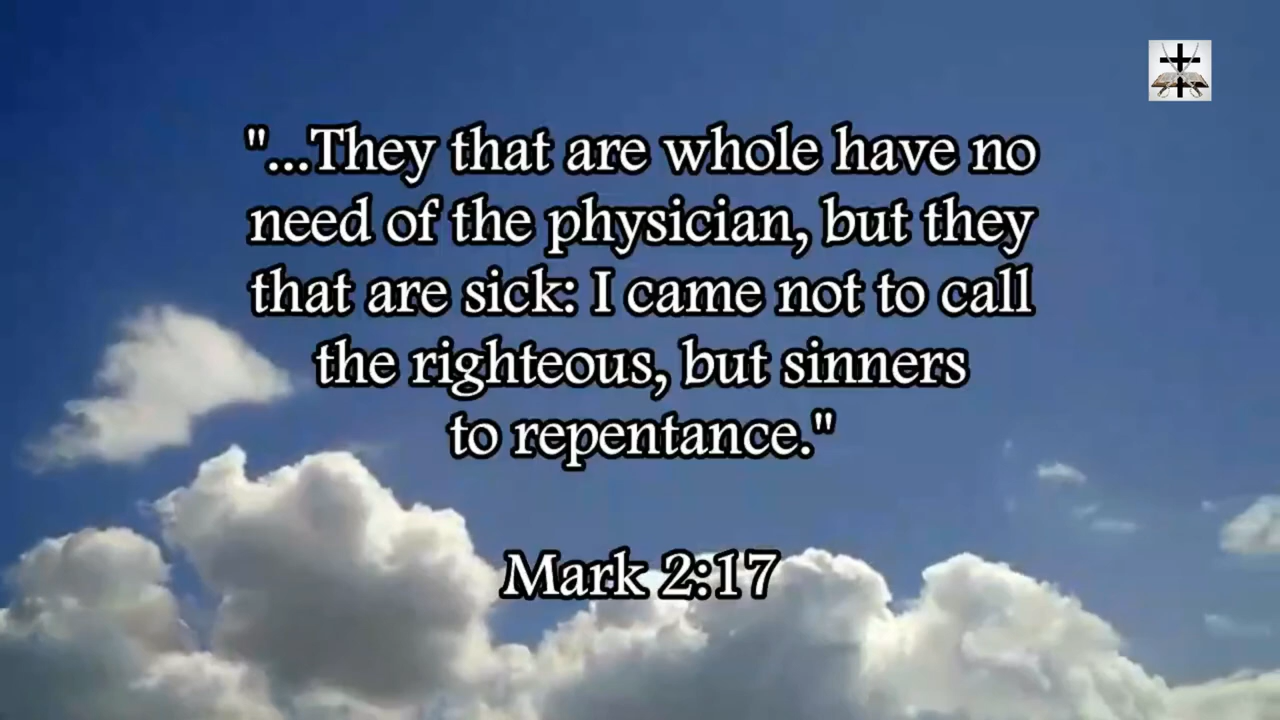 "...They that are whole have no
need of the physician, but they
that are sick: I came not to call
the righteous, but sinners
to repentance."
Mark 2:17